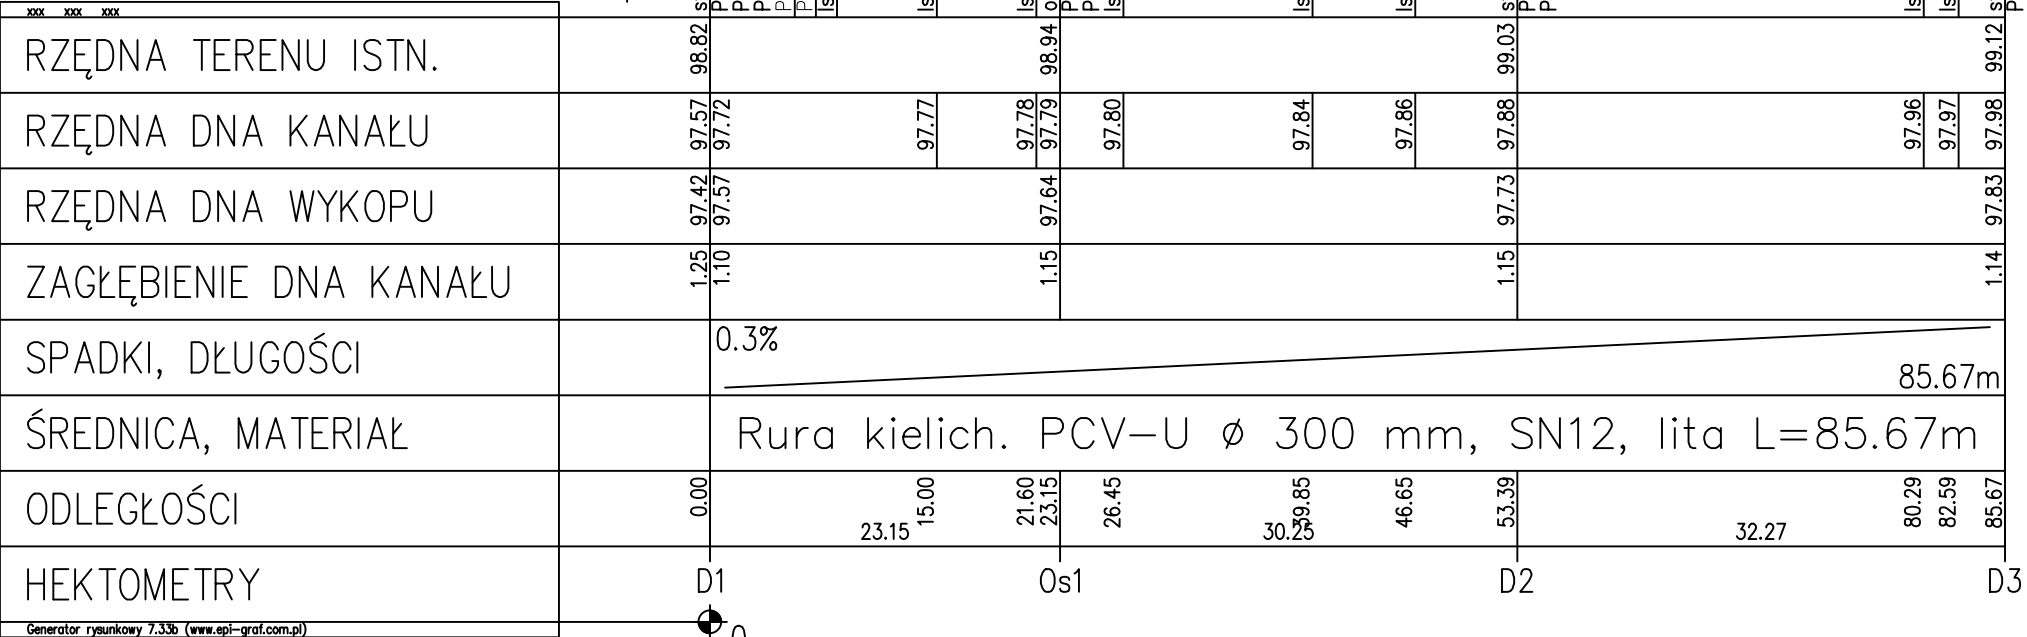 xxx xxx xxx
RZĘDNA TERENU ISTN. 98.82 98.94 99.03 99.12
RZĘDNA DNA KANAŁU 97.57 97.72 97.77 97.78 97.79 97.80 97.84 97.86 97.88 97.96 97.97 97.98
RZĘDNA DNA WYKOPU 97.42 97.57 97.64 97.73 97.83
ZAGŁĘBIENIE DNA KANAŁU 1.25 1.10 1.15 1.15 1.14
SPADKI, DŁUGOŚCI 0.3% 85.67m
ŚREDNICA, MATERIAŁ Rura kielich. PCV-U ø 300 mm, SN12, lita L=85.67m
ODLEGŁOŚCI 0.00 15.00 21.60 23.15 26.45 39.85 46.65 53.39 80.29 82.59 85.67
23.15 30.25 32.27
HEKTOMETRY D1 Os1 D2 D3
Generator rysunkowy 7.33b (www.epi-graf.com.pl)